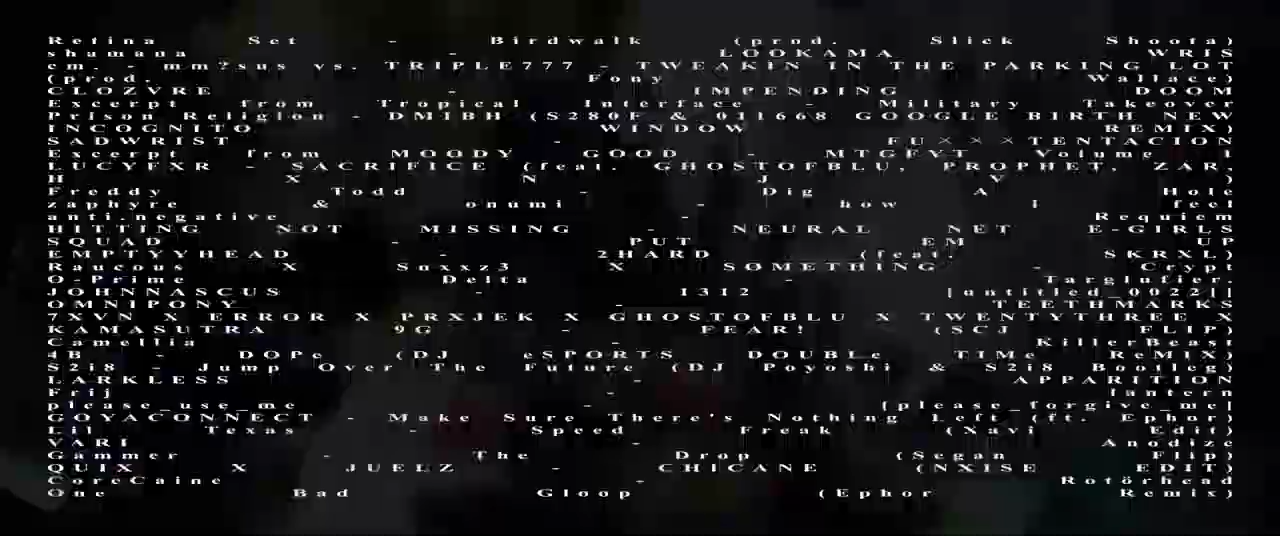 Retina Set - Birdwalk (prod. Slick Shoota)
shamana - LOOKAMA WRIS
em. - mm?sus vs. TRIPLE777 - TWEAKIN IN THE PARKING LOT
(prod. Fony Wallace)
CLOZVRE - IMPENDING DOOM
Excerpt from Tropical Interface - Military Takeover
Prison Religion - DMIBH (S280F & 011668 GOOGLE BIRTH NEW
INCOGNITO WINDOW REMIX)
SADWRIST - FU×××TENTACION
Excerpt from MOODY GOOD - MTGFYT Volume 1
LUCYFXR - SACRIFICE (feat. GHOSTOFBLU, PROPHET, ZAR,
H X N J V )
Freddy Todd - Dig A Hole
zaphyre & onumi - how i feel
anti.negative - Requiem
HITTING NOT MISSING - NEURAL NET E-GIRLS
SQUAD - PUT EM UP
EMPTYYHEAD - 2HARD (feat. SKRXL)
Raucous X Snxxz3 X SØMETHING - Crypt
O-Prime Delta - Targlufier.
JOHNNASCUS - 1312 [untitled_0022[]
OMNIPONY - TEETHMARKS
7XVN X ERROR X PRXJEK X GHOSTOFBLU X TWENTYTHREE X
KAMASUTRA 9G - FEAR! (SCJ FLIP)
Camellia - KillerBeast
4B - DOPe (DJ eSPORTS DOUBLe TIMe ReMIX)
S2i8 - Jump Over The Future (DJ Poyoshi & S2i8 Bootleg)
LARKLESS - APPARITION
Frij - lantern
please_use_me - [please_forgive_me]
GOYACONNECT - Make Sure There's Nothing Left (ft. Ephor)
Lil Texas - Speed Freak (Xavi Edit)
VARI - Anodize
Gammer - The Drop (Segan Flip)
QUIX X JUELZ - CHICANE (NXISE EDIT)
CoreCaine - Rotörhead
One Bad Gloop (Ephor Remix)